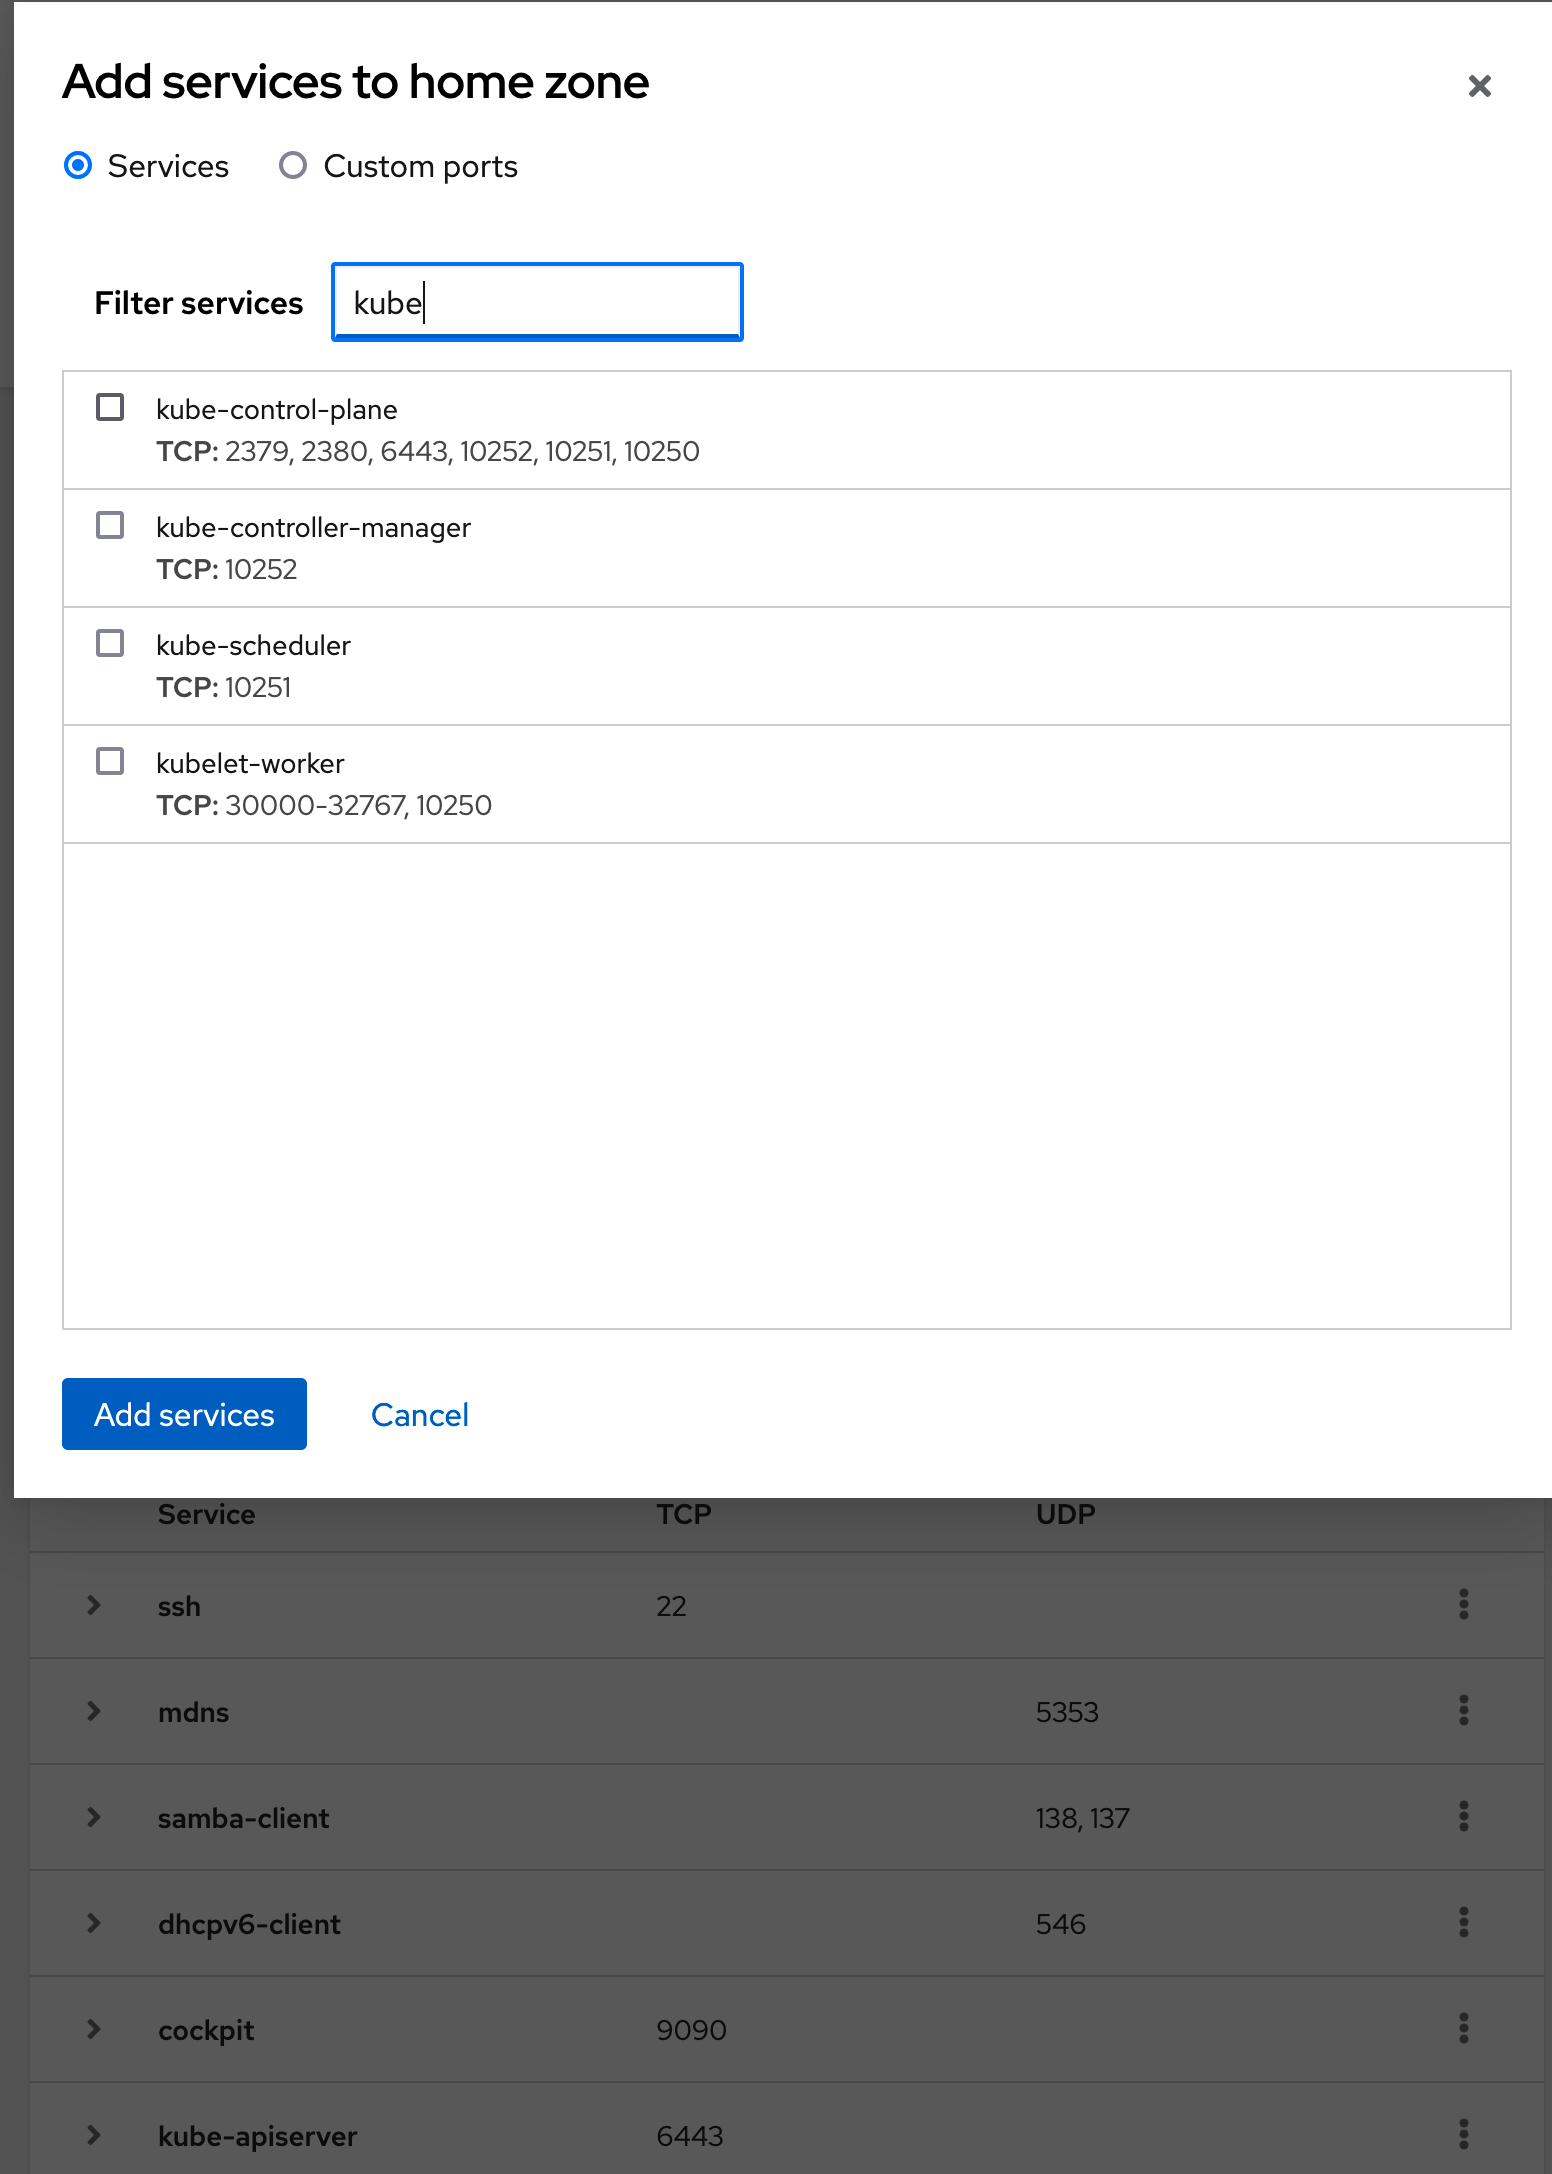 Add services to home zone
Services Custom ports
Filter services kube
kube-control-plane
TCP: 2379, 2380, 6443, 10252, 10251, 10250
kube-controller-manager
TCP: 10252
kube-scheduler
TCP: 10251
kubelet-worker
TCP: 30000-32767, 10250
Add services Cancel
Service TCP UDP
ssh 22
mdns 5353
samba-client 138, 137
dhcpv6-client 546
cockpit 9090
kube-apiserver 6443